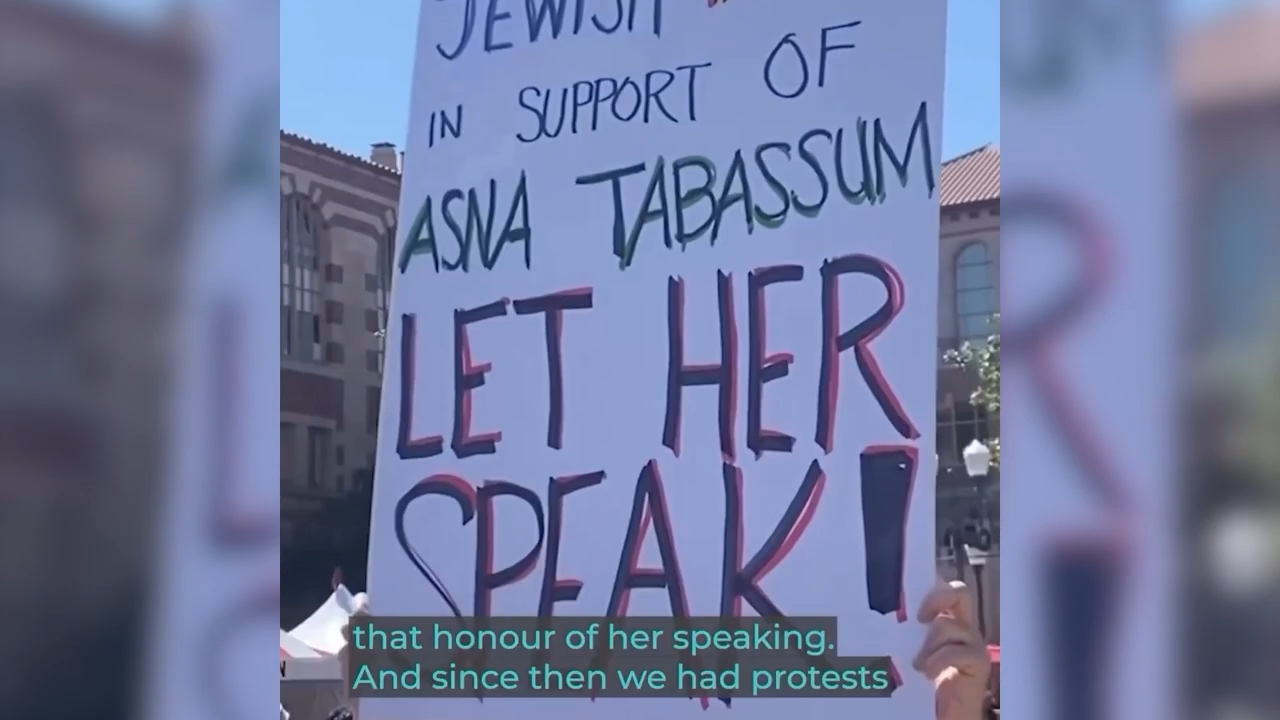 JEWISH
IN SUPPORT OF
ASNA TABASSUM
LET HER
SPEAK!
that honour of her speaking.
And since then we had protests